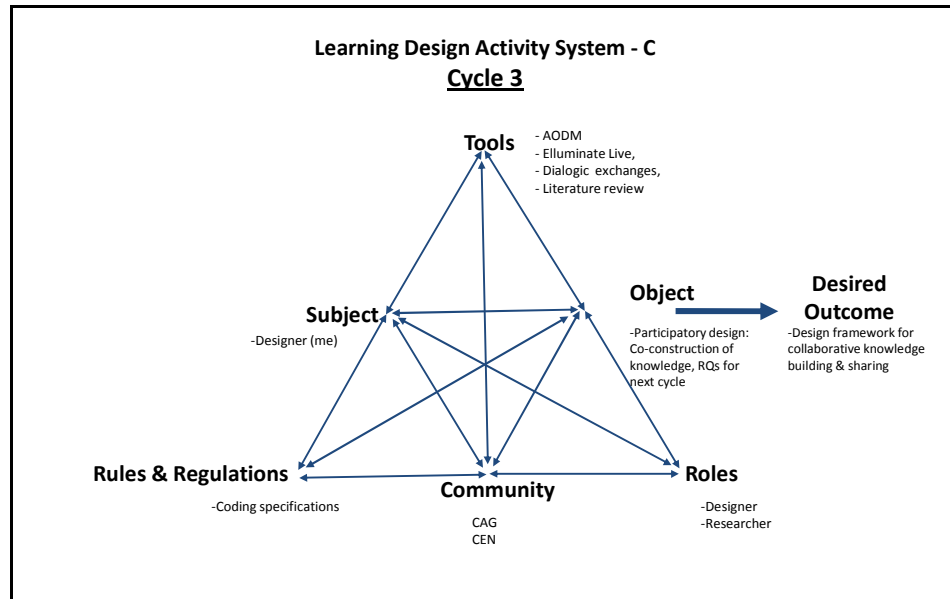 Learning Design Activity System - C
Cycle 3
Tools
- AODM
- Elluminate Live,
- Dialogic exchanges,
- Literature review
Subject
-Designer (me)
Object
-Participatory design:
Co-construction of
knowledge, RQs for
next cycle
Desired
Outcome
-Design framework for
collaborative knowledge
building & sharing
Rules & Regulations
-Coding specifications
Community
CAG
CEN
Roles
-Designer
-Researcher